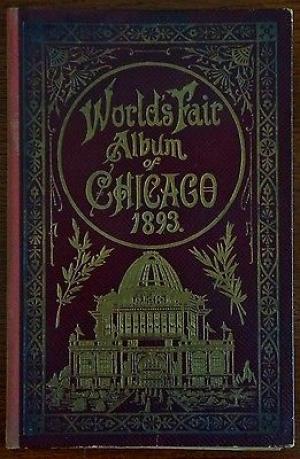 World's Fair
Album
of
CHICAGO
1893.